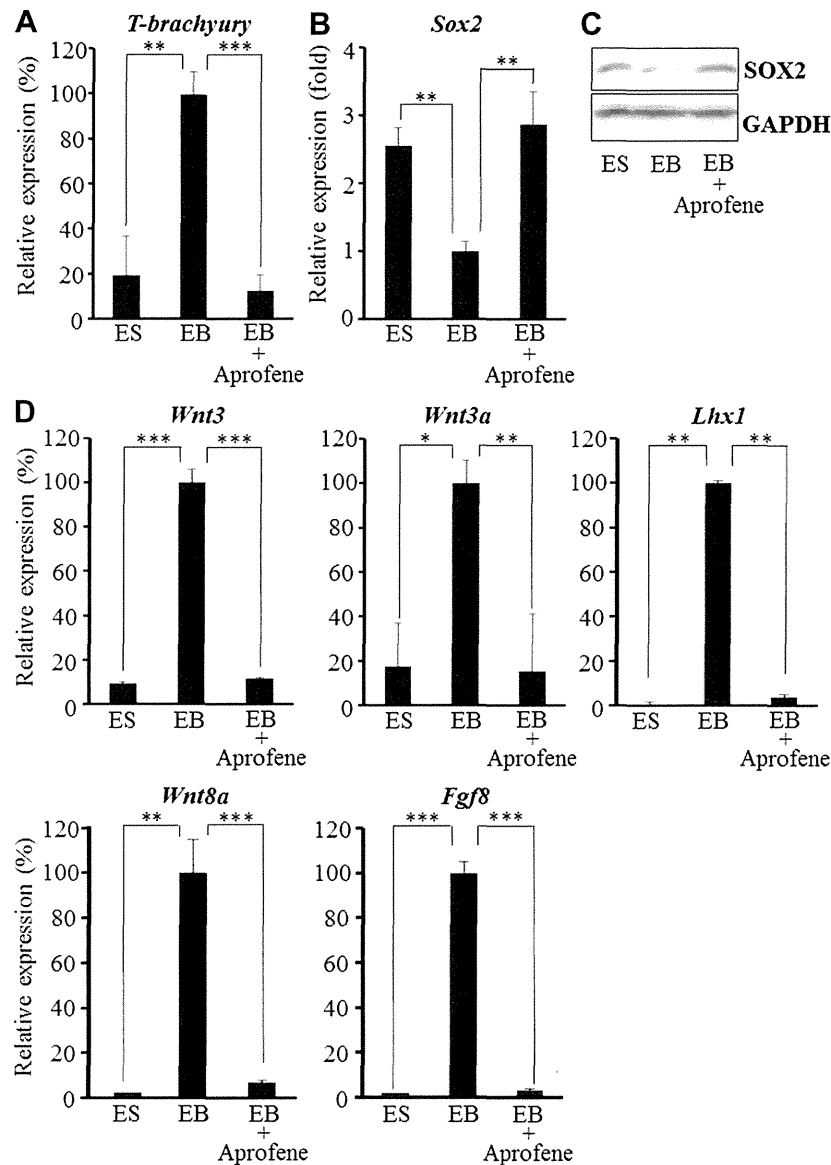 A
T-brachyury
** ***
Relative expression (%)
120
100
80
60
40
20
0
ES EB EB
+
Aprofene
B
Sox2
** **
Relative expression (fold)
4
3
2
1
0
ES EB EB
+
Aprofene
C
SOX2
GAPDH
ES EB EB
+
Aprofene
D
Wnt3
*** ***
Relative expression (%)
120
100
80
60
40
20
0
ES EB EB
+
Aprofene
Wnt3a
* **
120
100
80
60
40
20
0
ES EB EB
+
Aprofene
Lhx1
** **
120
100
80
60
40
20
0
ES EB EB
+
Aprofene
Wnt8a
** ***
Relative expression (%)
120
100
80
60
40
20
0
ES EB EB
+
Aprofene
Fgf8
*** ***
120
100
80
60
40
20
0
ES EB EB
+
Aprofene